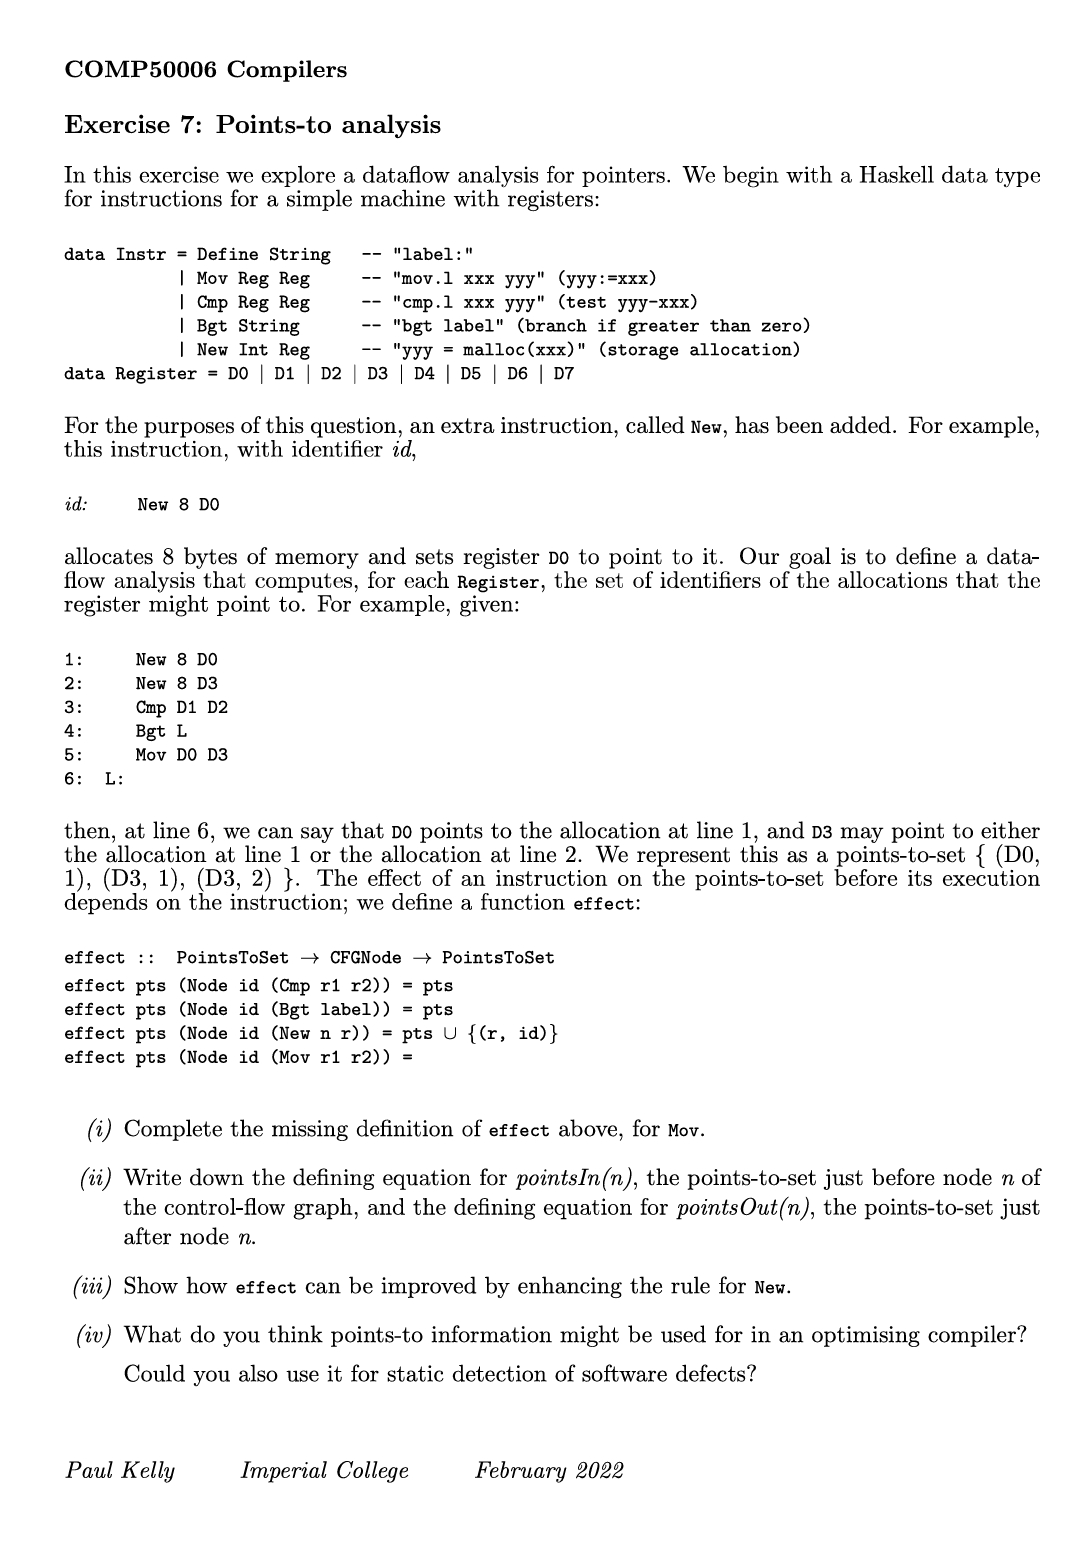 COMP50006 Compilers
Exercise 7: Points-to analysis
In this exercise we explore a dataflow analysis for pointers. We begin with a Haskell data type
for instructions for a simple machine with registers:
data Instr = Define String -- "label:"
| Mov Reg Reg -- "mov.l xxx yyy" (yyy:=xxx)
| Cmp Reg Reg -- "cmp.l xxx yyy" (test yyy-xxx)
| Bgt String -- "bgt label" (branch if greater than zero)
| New Int Reg -- "yyy = malloc(xxx)" (storage allocation)
data Register = D0 | D1 | D2 | D3 | D4 | D5 | D6 | D7
For the purposes of this question, an extra instruction, called New, has been added. For example,
this instruction, with identifier id,
id: New 8 D0
allocates 8 bytes of memory and sets register D0 to point to it. Our goal is to define a data-
flow analysis that computes, for each Register, the set of identifiers of the allocations that the
register might point to. For example, given:
1: New 8 D0
2: New 8 D3
3: Cmp D1 D2
4: Bgt L
5: Mov D0 D3
6: L:
then, at line 6, we can say that D0 points to the allocation at line 1, and D3 may point to either
the allocation at line 1 or the allocation at line 2. We represent this as a points-to-set { (D0,
1), (D3, 1), (D3, 2) }. The effect of an instruction on the points-to-set before its execution
depends on the instruction; we define a function effect:
effect :: PointsToSet → CFGNode → PointsToSet
effect pts (Node id (Cmp r1 r2)) = pts
effect pts (Node id (Bgt label)) = pts
effect pts (Node id (New n r)) = pts ∪ {(r, id)}
effect pts (Node id (Mov r1 r2)) =
(i) Complete the missing definition of effect above, for Mov.
(ii) Write down the defining equation for pointsIn(n), the points-to-set just before node n of
the control-flow graph, and the defining equation for pointsOut(n), the points-to-set just
after node n.
(iii) Show how effect can be improved by enhancing the rule for New.
(iv) What do you think points-to information might be used for in an optimising compiler?
Could you also use it for static detection of software defects?
Paul Kelly Imperial College February 2022